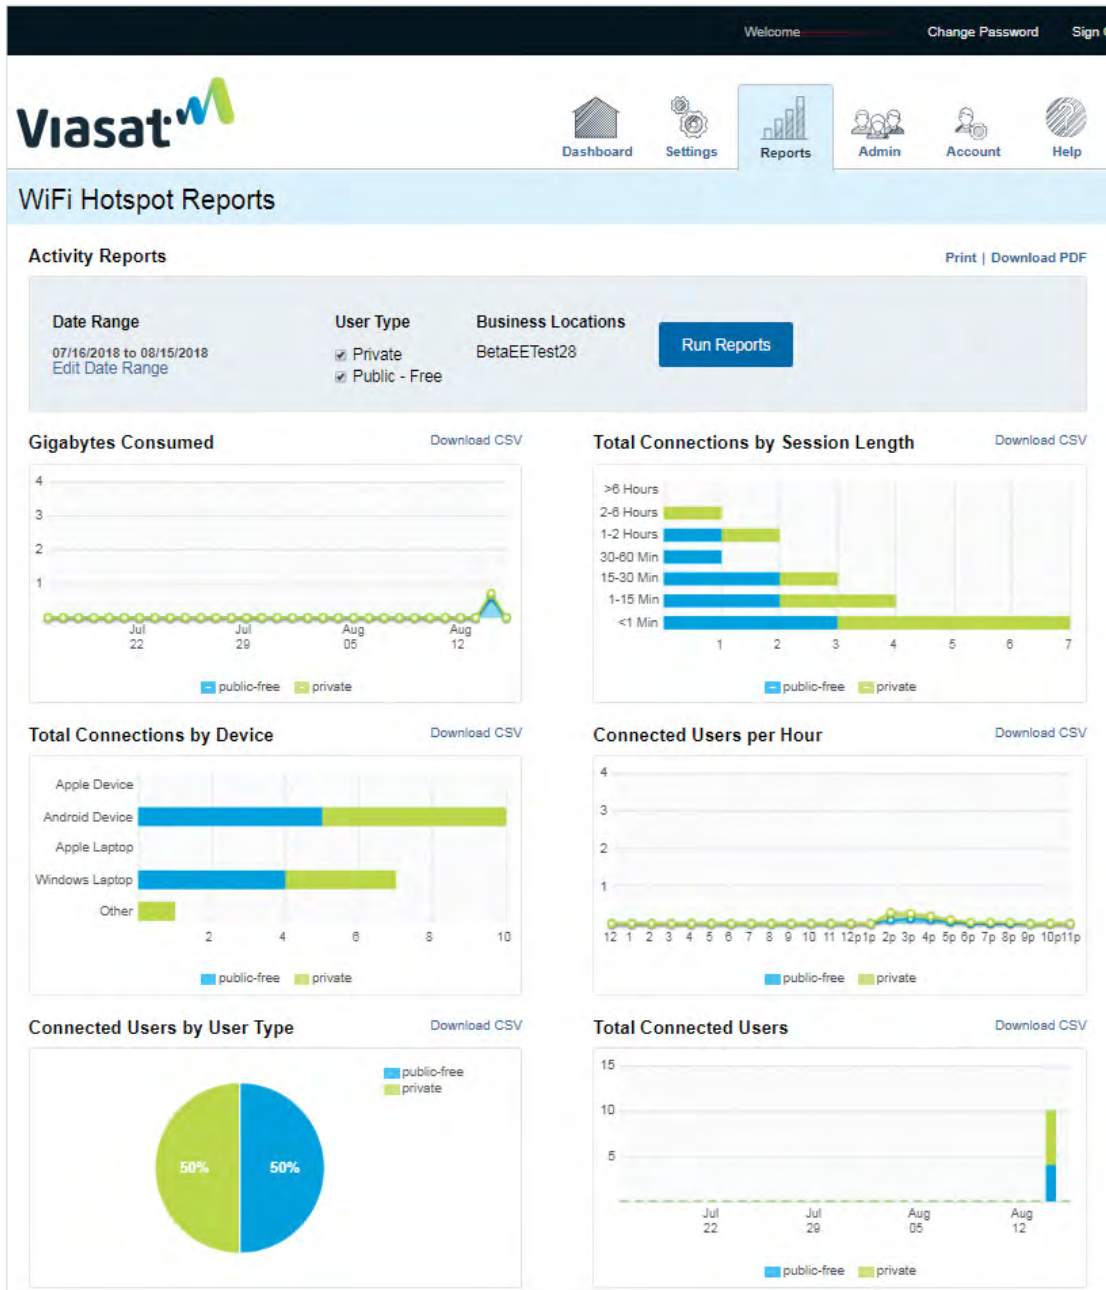 Welcome
Change Password
Sign
Viasat
Dashboard
Settings
Reports
Admin
Account
Help
WiFi Hotspot Reports
Activity Reports
Print | Download PDF
Date Range
User Type
Business Locations
07/16/2018 to 08/15/2018
Edit Date Range
Private
Public - Free
BetaEETest28
Run Reports
Gigabytes Consumed
Download CSV
4
3
2
1
Jul 22
Jul 29
Aug 05
Aug 12
public-free private
Total Connections by Session Length
Download CSV
>6 Hours
2-6 Hours
1-2 Hours
30-60 Min
15-30 Min
1-15 Min
<1 Min
1 2 3 4 5 6 7
public-free private
Total Connections by Device
Download CSV
Apple Device
Android Device
Apple Laptop
Windows Laptop
Other
2 4 6 8 10
public-free private
Connected Users per Hour
Download CSV
4
3
2
1
12 1 2 3 4 5 6 7 8 9 10 11 12p 1p 2p 3p 4p 5p 6p 7p 8p 9p 10p 11p
public-free private
Connected Users by User Type
Download CSV
public-free
private
50% 50%
Total Connected Users
Download CSV
15
10
5
Jul 22
Jul 29
Aug 05
Aug 12
public-free private